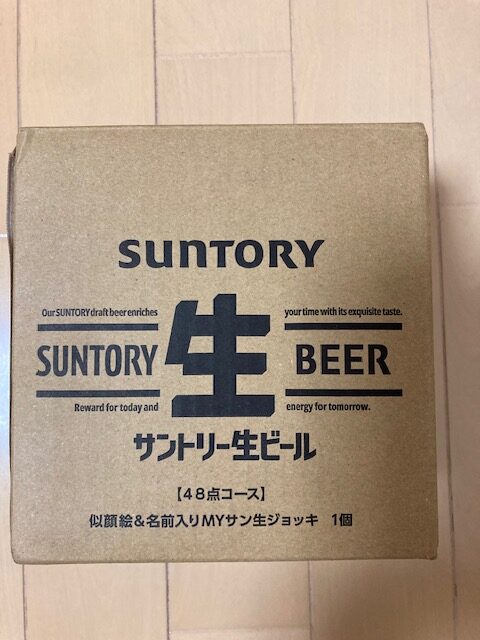 SUNTORY
Our SUNTORY draft beer enriches your time with its exquisite taste.
SUNTORY 生 BEER
Reward for today and energy for tomorrow.
サントリー生ビール
【48点コース】
似顔絵&名前入りMYサン生ジョッキ 1個